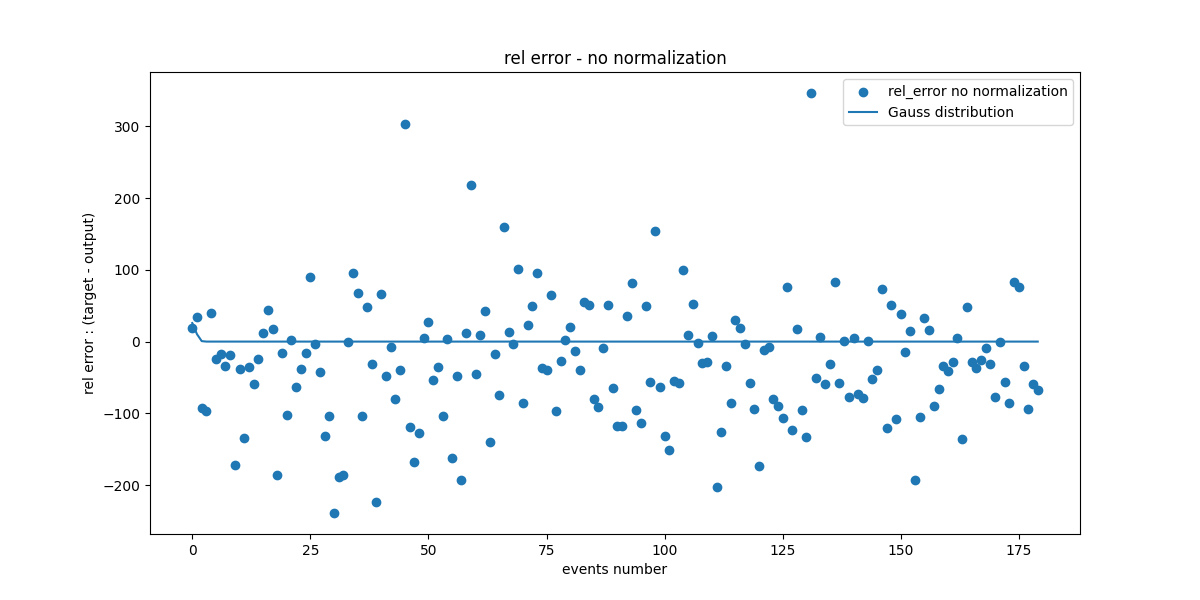 rel error - no normalization
rel_error no normalization
Gauss distribution
rel error : (target - output)
300
200
100
0
−100
−200
0
25
50
75
100
125
150
175
events number